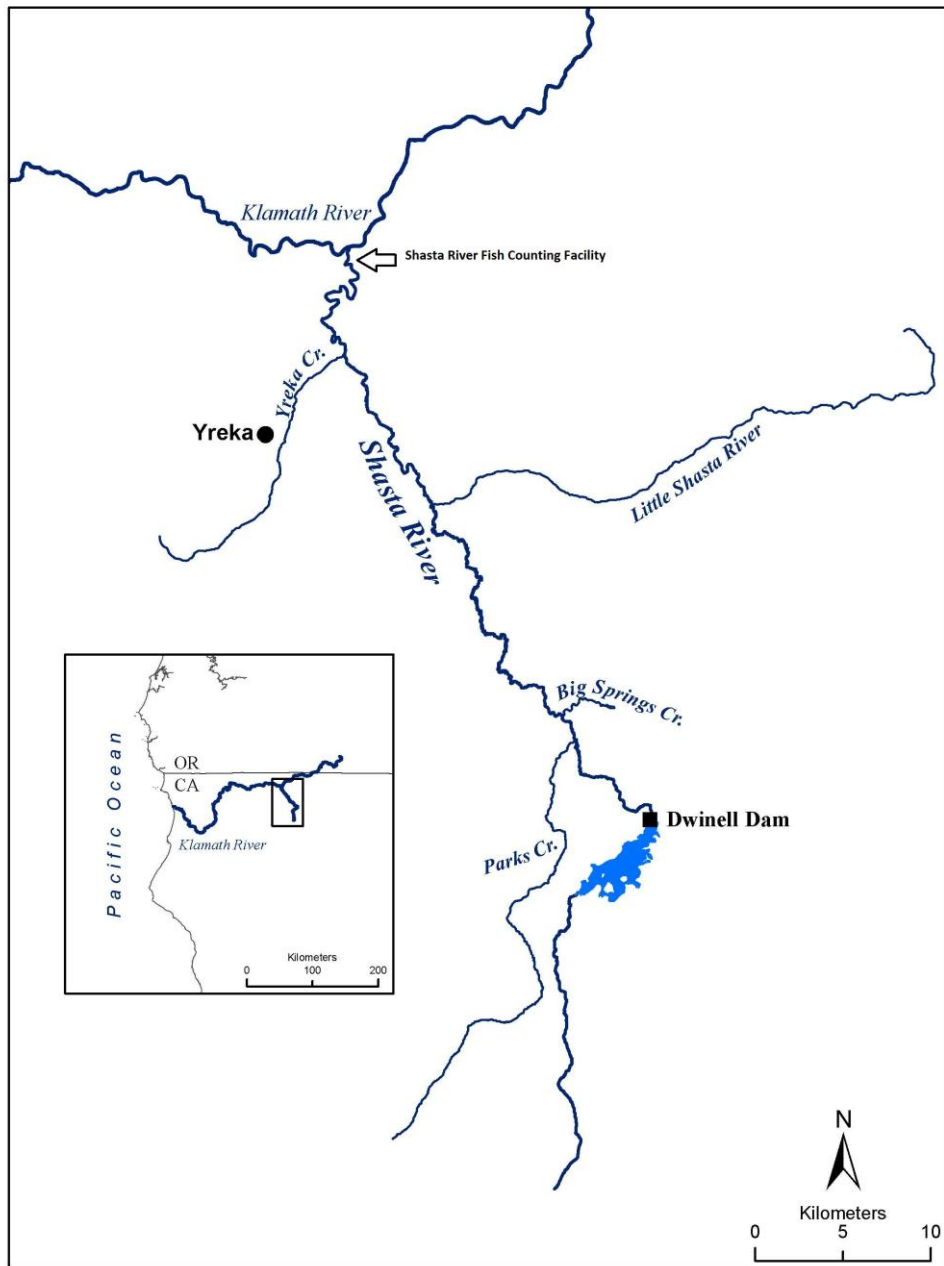 Klamath River
Shasta River Fish Counting Facility
Yreka Cr.
Yreka
Shasta River
Little Shasta River
Big Springs Cr.
Pacific Ocean
OR
CA
Klamath River
Kilometers
0 100 200
Dwinell Dam
Parks Cr.
N
Kilometers
0 5 10